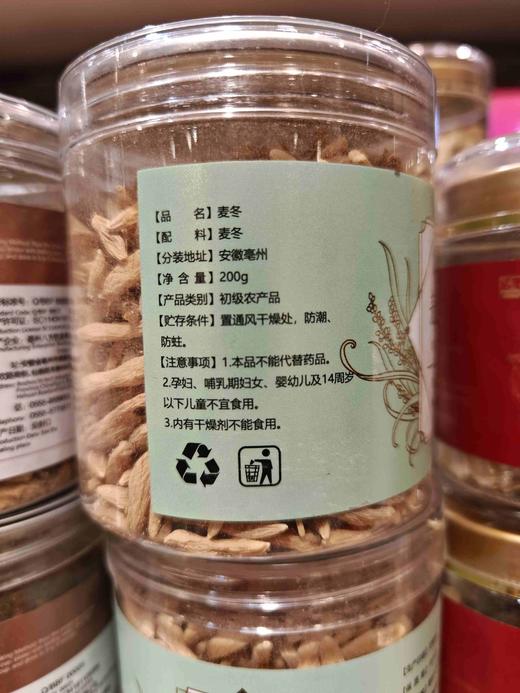 【品 名】麦冬
【配 料】麦冬
【分装地址】安徽亳州
【净 含 量】200g
【产品类别】初级农产品
【贮存条件】置通风干燥处，防潮、
防蛀。
【注意事项】1.本品不能代替药品。
2.孕妇、哺乳期妇女、婴幼儿及14周岁
以下儿童不宜食用。
3.内有干燥剂不能食用。